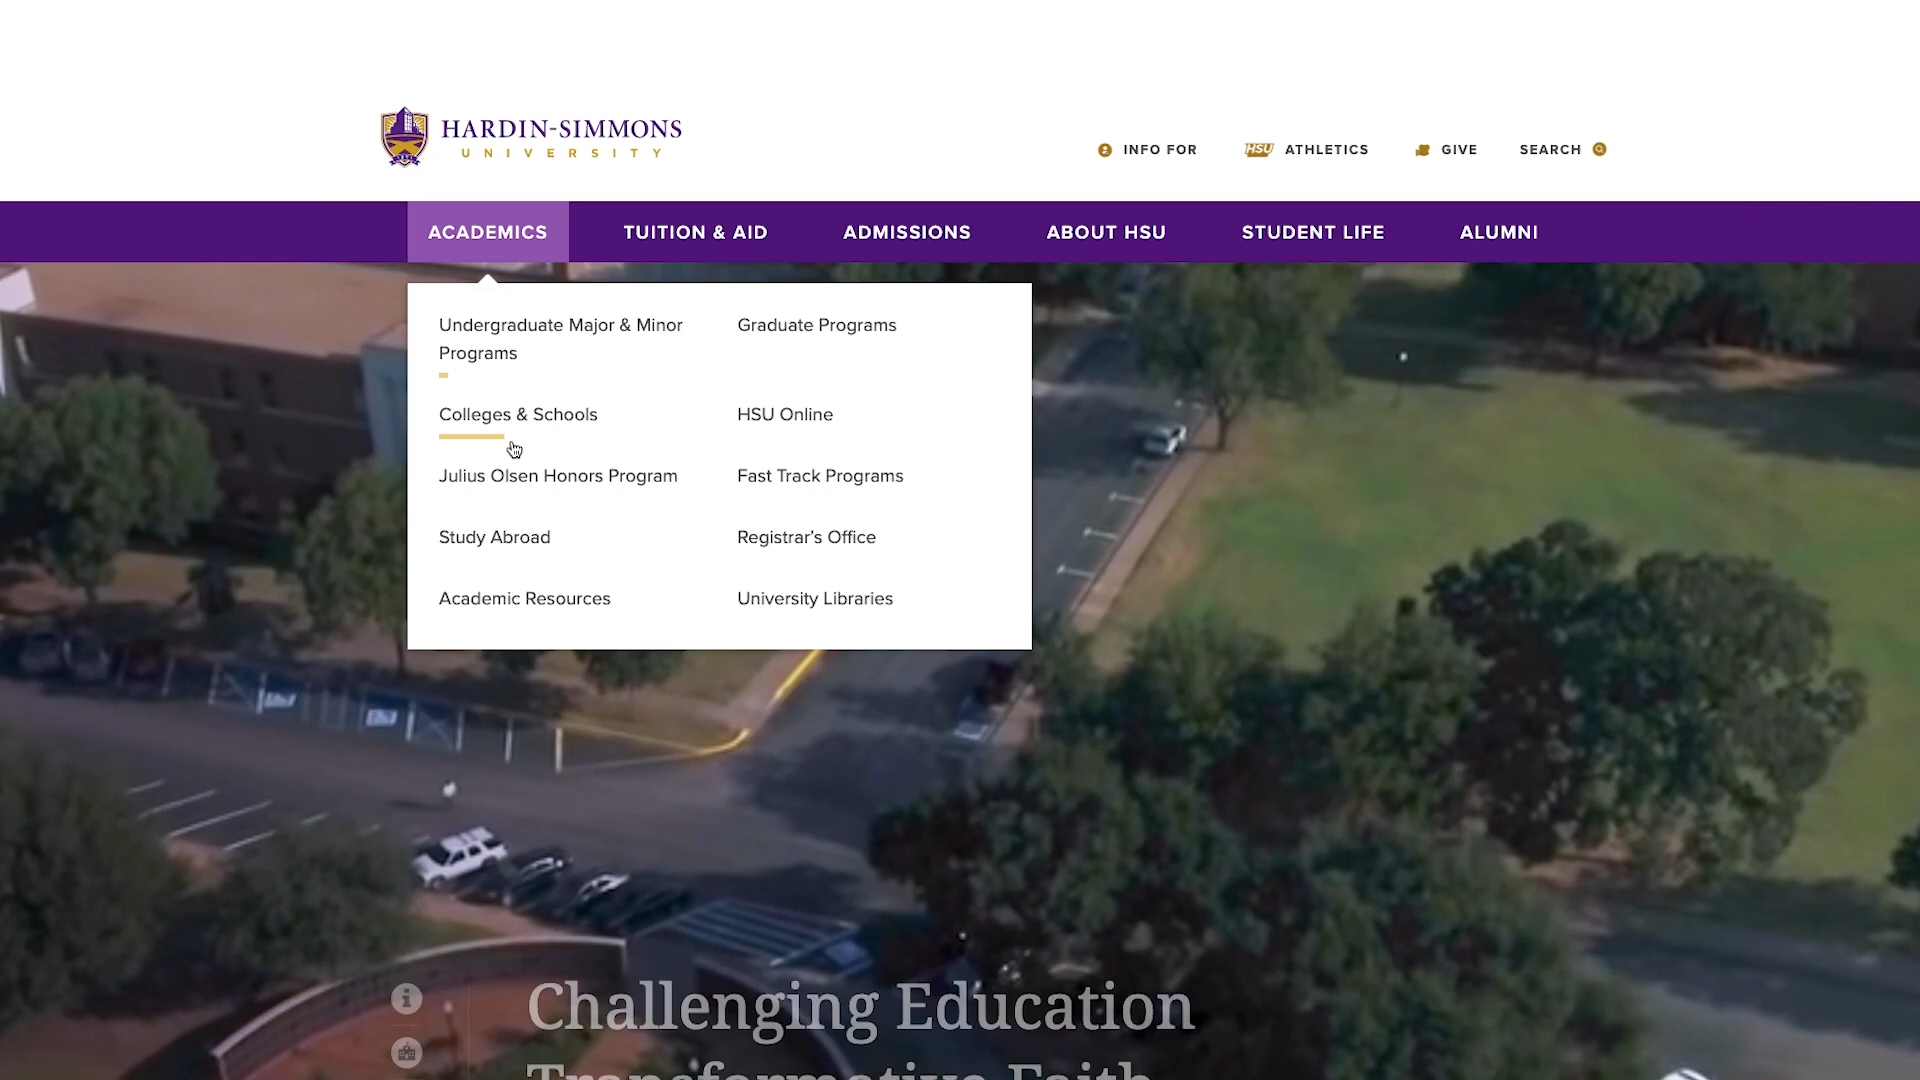 HARDIN-SIMMONS
UNIVERSITY
INFO FOR
HSU ATHLETICS
GIVE
SEARCH
ACADEMICS
TUITION & AID
ADMISSIONS
ABOUT HSU
STUDENT LIFE
ALUMNI
Undergraduate Major & Minor
Programs
Graduate Programs
Colleges & Schools
HSU Online
Julius Olsen Honors Program
Fast Track Programs
Study Abroad
Registrar’s Office
Academic Resources
University Libraries
Challenging Education
Transformative Faith